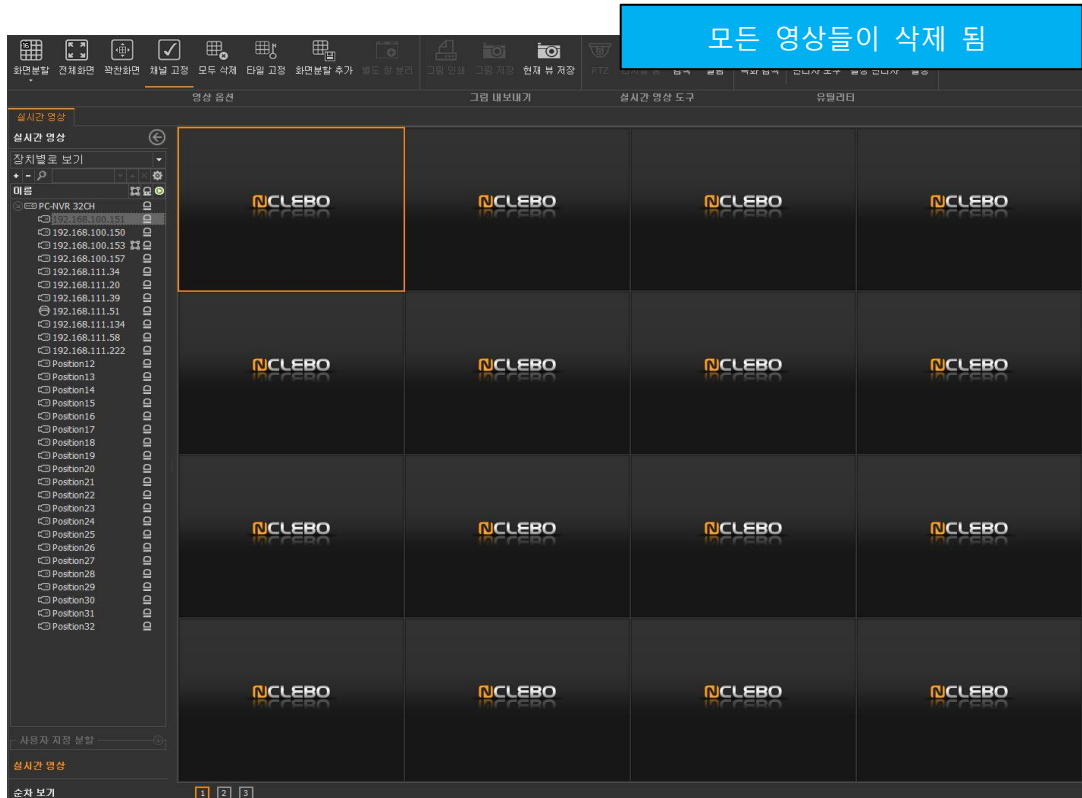 모든 영상들이 삭제 됨
화면분할 전체화면 꽉찬화면 채널 고정 모두 삭제 타일 고정 화면분할 추가 별도 창 분리 그림 인쇄 그림 저장 현재 뷰 저장 PTZ
영상 옵션 그림 내보내기 실시간 영상 도구 유틸리티
실시간 영상
실시간 영상
장치별로 보기
이름
PC-NVR 32CH
192.168.100.151
192.168.100.150
192.168.100.153
192.168.100.157
192.168.111.34
192.168.111.20
192.168.111.39
192.168.111.51
192.168.111.134
192.168.111.58
192.168.111.222
Position12
Position13
Position14
Position15
Position16
Position17
Position18
Position19
Position20
Position21
Position22
Position23
Position24
Position25
Position26
Position27
Position28
Position29
Position30
Position31
Position32
NCLEBO NCLEBO NCLEBO NCLEBO
NCLEBO NCLEBO NCLEBO NCLEBO
NCLEBO NCLEBO NCLEBO NCLEBO
NCLEBO NCLEBO NCLEBO NCLEBO
사용자 지정 분할
실시간 영상
순차 보기
1 2 3